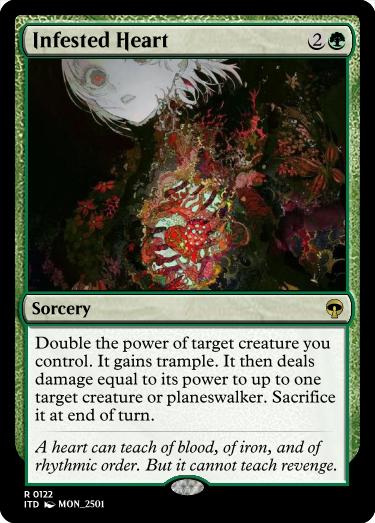 Infested Heart 2
Sorcery
Double the power of target creature you
control. It gains trample. It then deals
damage equal to its power to up to one
target creature or planeswalker. Sacrifice
it at end of turn.
A heart can teach of blood, of iron, and of
rhythmic order. But it cannot teach revenge.
R 0122
ITD MON_2501